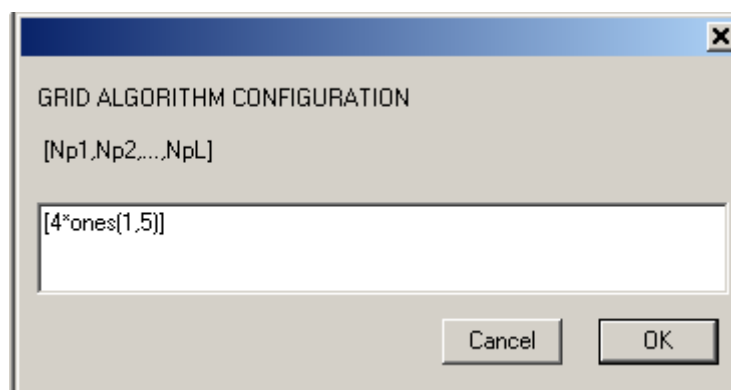 GRID ALGORITHM CONFIGURATION
[Np1,Np2,...,NpL]
[4*ones(1,5)]
Cancel OK